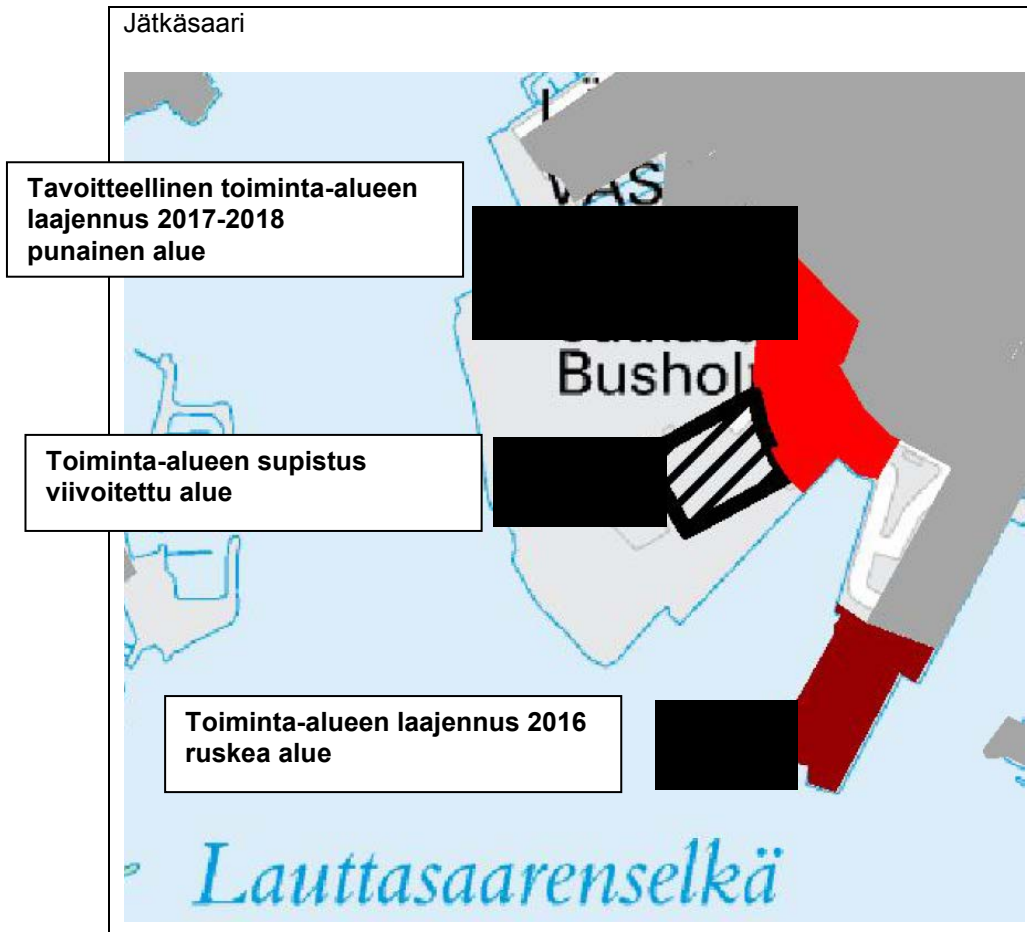 Jätkäsaari
Tavoitteellinen toiminta-alueen
laajennus 2017-2018
punainen alue
Toiminta-alueen supistus
viivoitettu alue
Toiminta-alueen laajennus 2016
ruskea alue
Lauttasaarenselkä